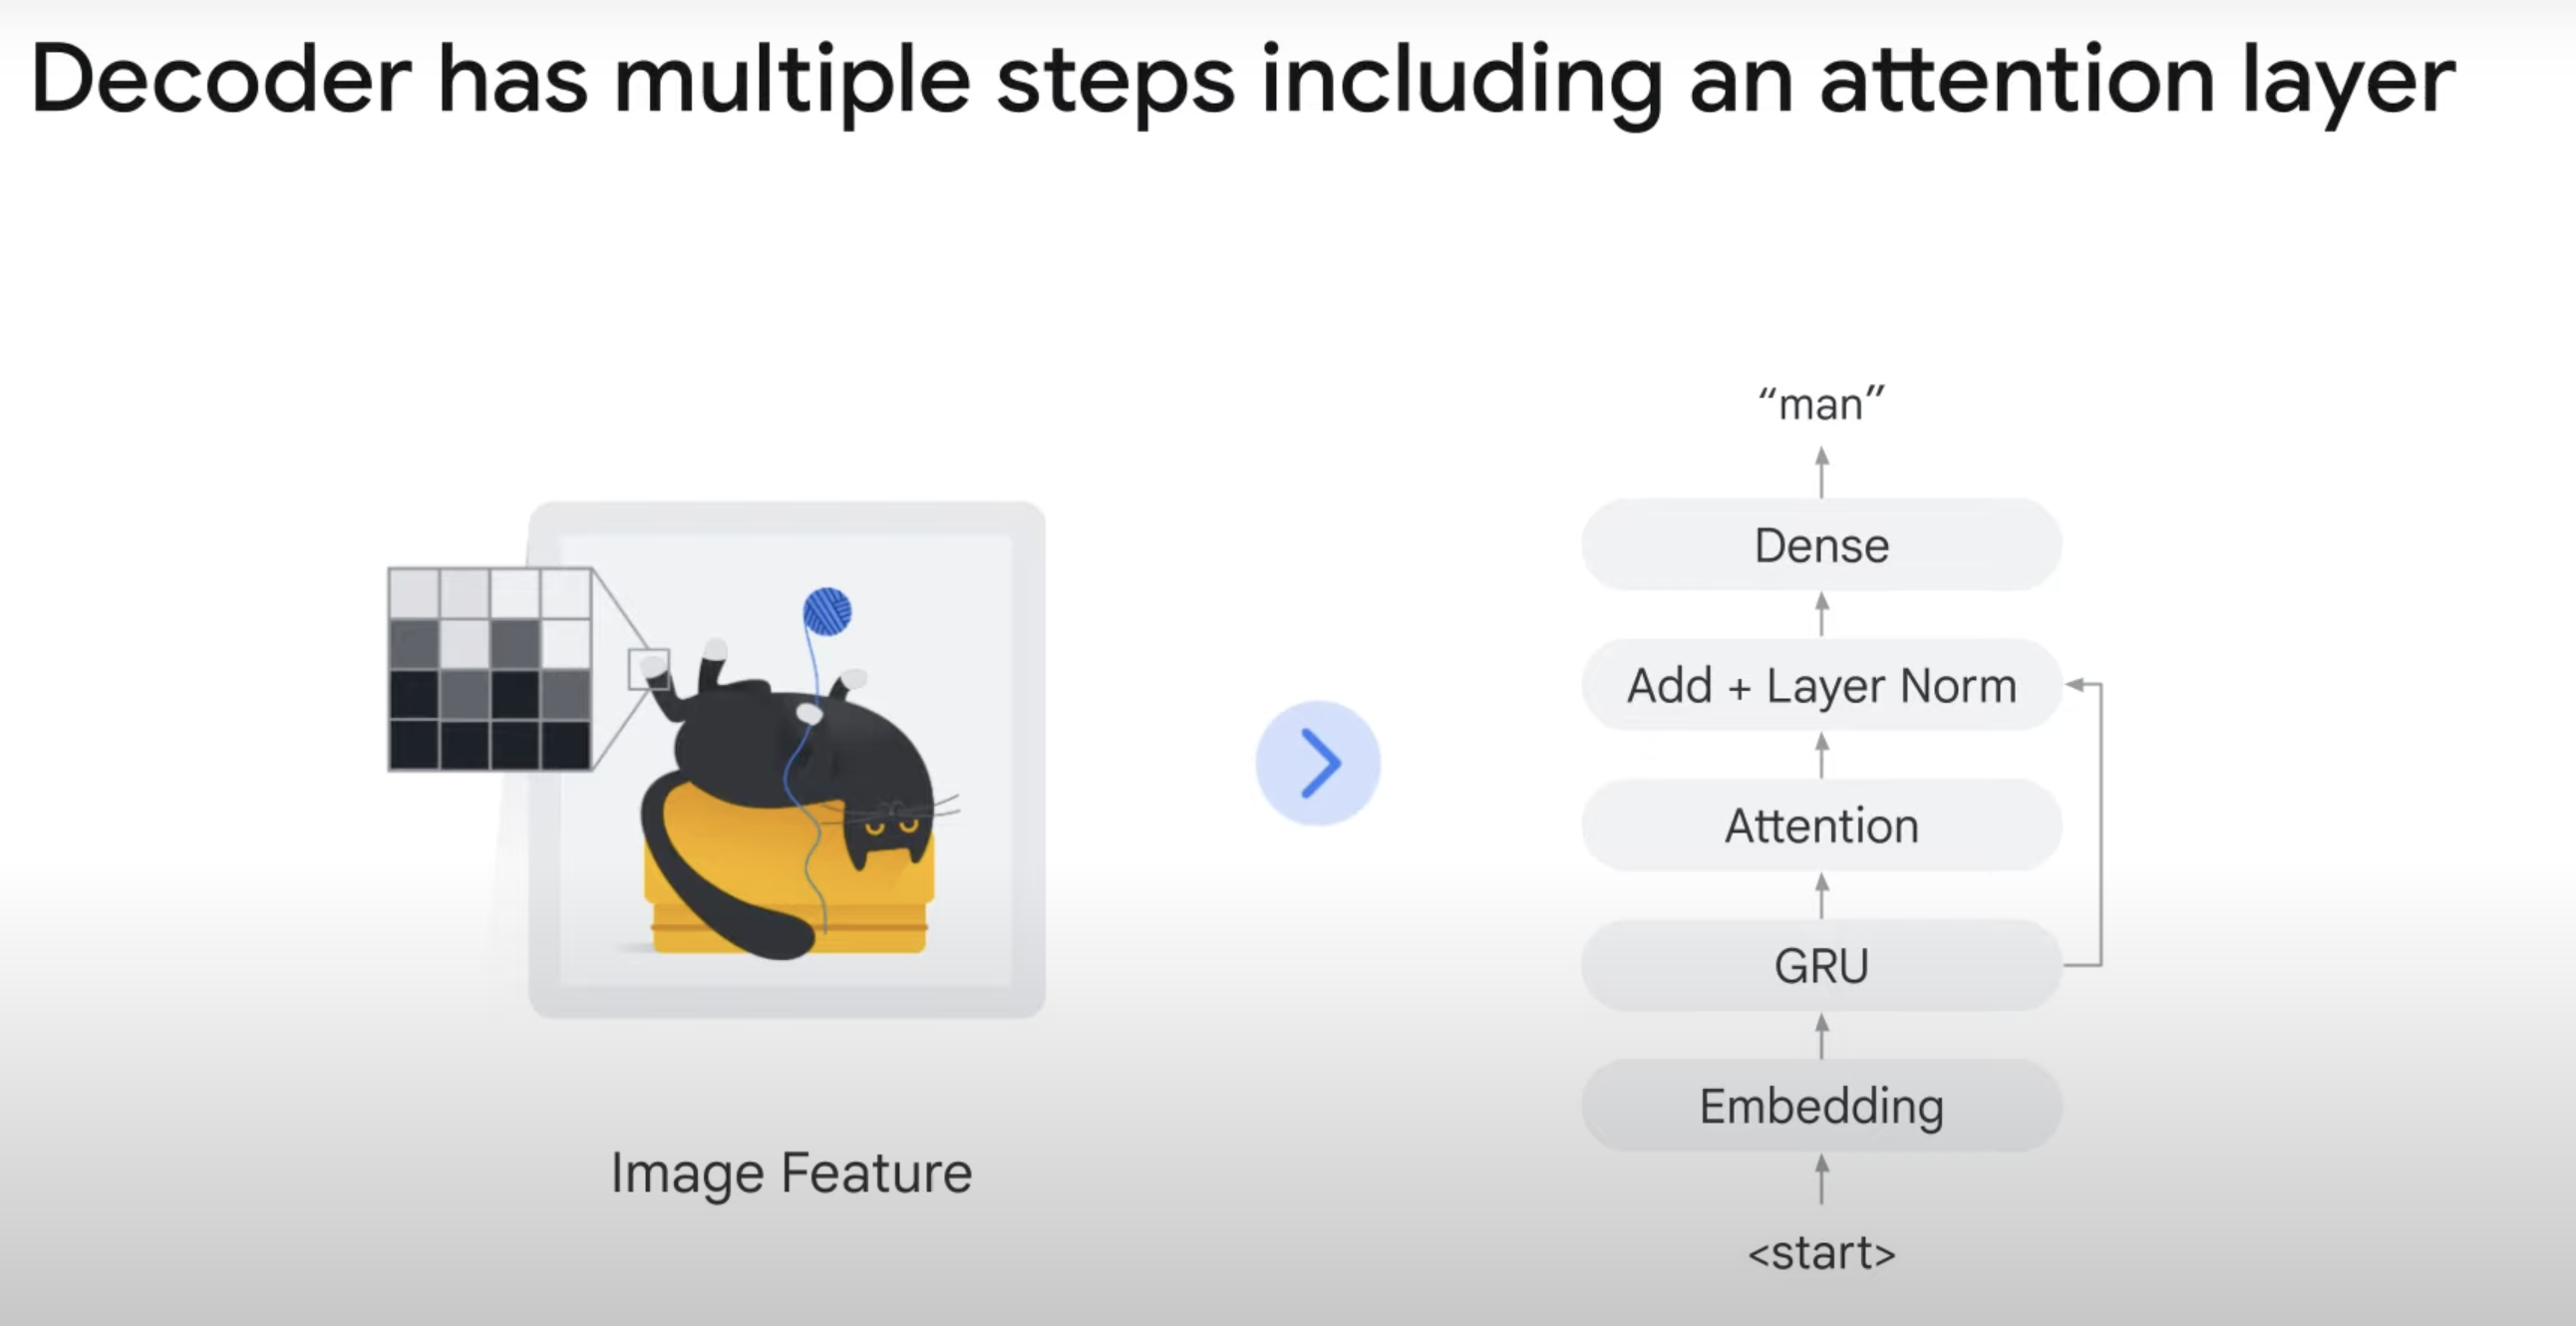 Decoder has multiple steps including an attention layer
Image Feature
“man”
Dense
Add + Layer Norm
Attention
GRU
Embedding
<start>